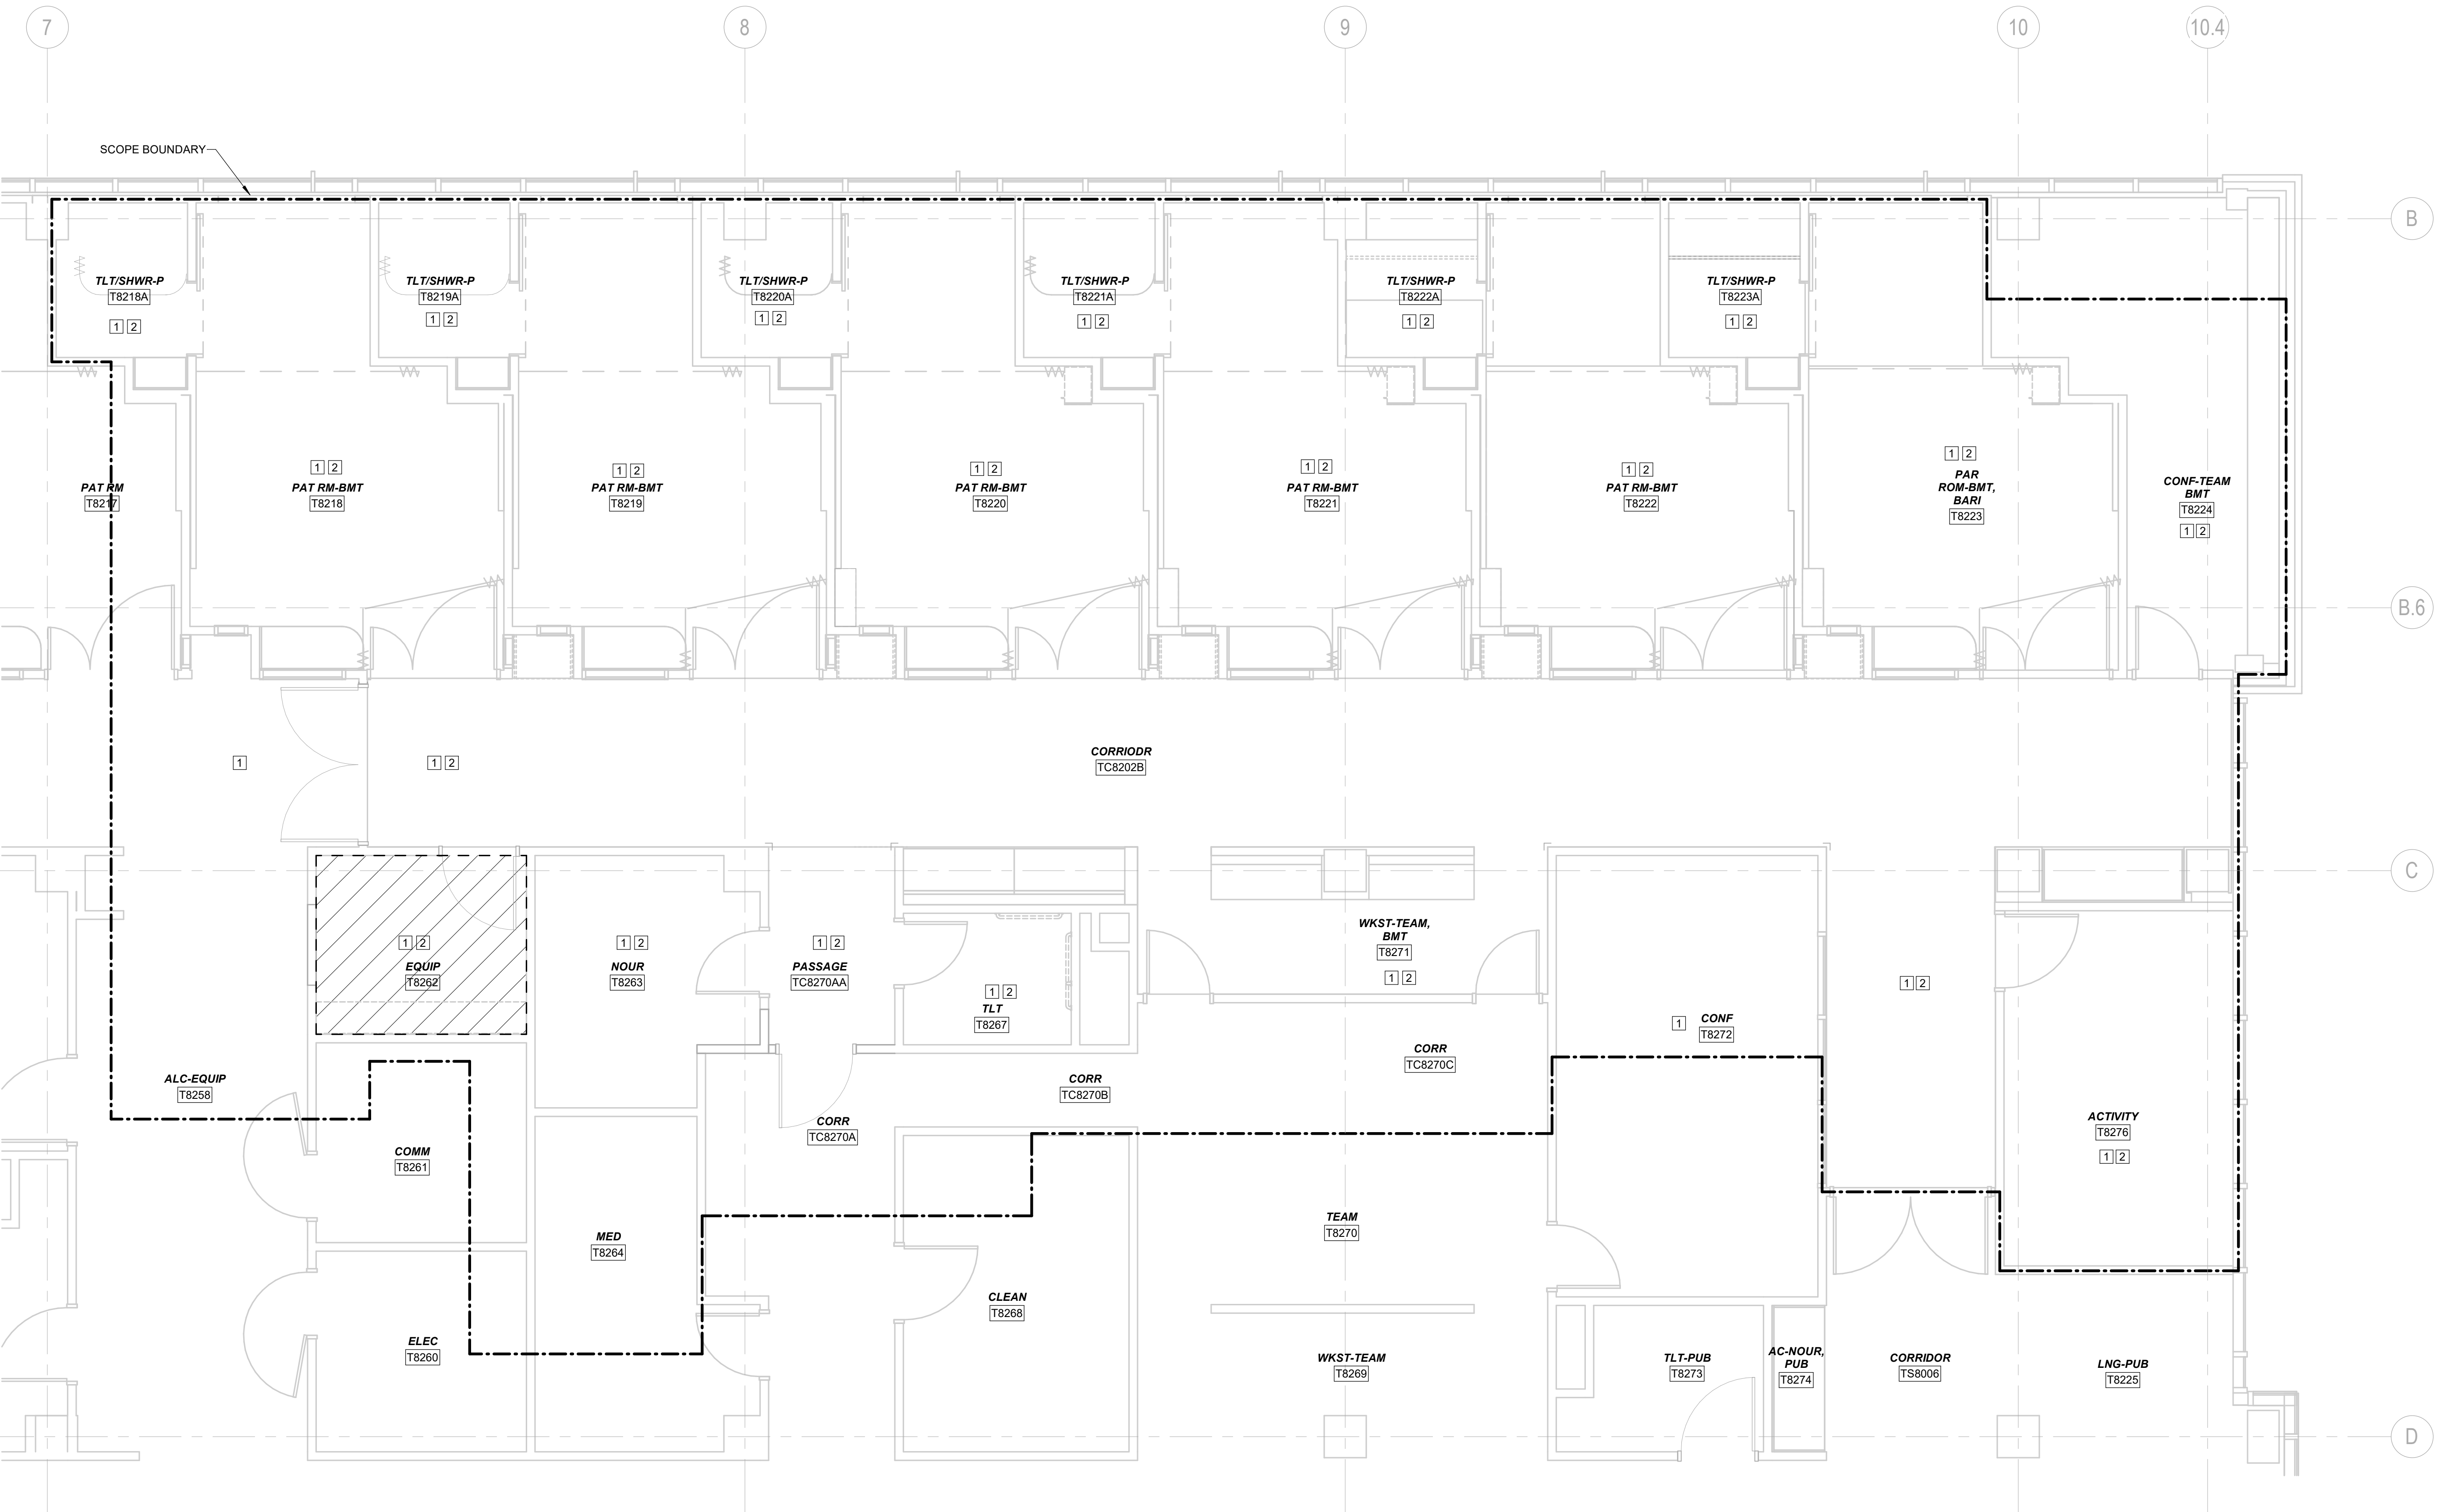 7
8
9
10
10.4
SCOPE BOUNDARY
B
TLT/SHWR-P
T8218A
1 2
TLT/SHWR-P
T8219A
1 2
TLT/SHWR-P
T8220A
1 2
TLT/SHWR-P
T8221A
1 2
TLT/SHWR-P
T8222A
1 2
TLT/SHWR-P
T8223A
1 2
PAT RM
T8217
1 2
PAT RM-BMT
T8218
1 2
PAT RM-BMT
T8219
1 2
PAT RM-BMT
T8220
1 2
PAT RM-BMT
T8221
1 2
PAT RM-BMT
T8222
1 2
PAR
ROM-BMT,
BARI
T8223
CONF-TEAM
BMT
T8224
1 2
B.6
1
1 2
CORRIODR
TC8202B
C
1 2
EQUIP
T8262
1 2
NOUR
T8263
1 2
PASSAGE
TC8270AA
1 2
TLT
T8267
WKST-TEAM,
BMT
T8271
1 2
1
CONF
T8272
1 2
ALC-EQUIP
T8258
CORR
TC8270A
CORR
TC8270B
CORR
TC8270C
ACTIVITY
T8276
1 2
COMM
T8261
MED
T8264
TEAM
T8270
CLEAN
T8268
ELEC
T8260
WKST-TEAM
T8269
TLT-PUB
T8273
AC-NOUR,
PUB
T8274
CORRIDOR
TS8006
LNG-PUB
T8225
D